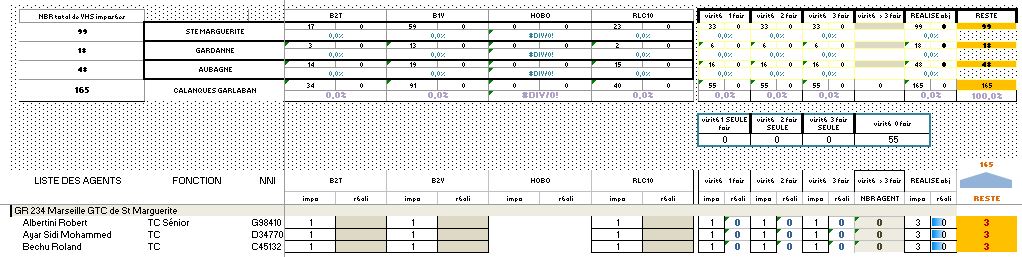 NBR total de VHS imparties B2T B1V HOBO RLC10 visité 1 fois visité 2 fois visité 3 fois visité > 3 fois REALISE obj RESTE
99 STE MARGUERITE 17 0 59 0 0 0 23 0 33 0 33 0 33 0 99 0 99
0,0% 0,0% #DIV/0! 0,0% 0,0% 0,0% 0,0% 0,0%
18 GARDANNE 3 0 13 0 0 0 2 0 6 0 6 0 6 0 18 0 18
0,0% 0,0% #DIV/0! 0,0% 0,0% 0,0% 0,0% 0,0%
48 AUBAGNE 14 0 19 0 0 0 15 0 16 0 16 0 16 0 48 0 48
0,0% 0,0% #DIV/0! 0,0% 0,0% 0,0% 0,0% 0,0%
165 CALANQUES GARLABAN 34 0 91 0 0 0 40 0 55 0 55 0 55 0 0 165 0 165
0,0% 0,0% #DIV/0! 0,0% 0,0% 0,0% 0,0% 0,0% 100,0%
visité 1 SEULE fois visité 2 fois SEULE visité 3 fois SEULE visité 0 fois
0 0 0 55
165
LISTE DES AGENTS FONCTION NNI B2T B2V HOBO RLC10 visité 1 fois visité 2 fois visité 3 fois visité > 3 fois REALISE obj
impa réali impa réali impa réali impa réali impa réali impa réali impa réali NBR AGENT impa réali RESTE
GR 234 Marseille GTC de St Marguerite
Albertini Robert TC Sénior G98410 1 1 1 1 0 1 0 1 0 0 3 0 3
Ayar Sidi Mohammed TC D34770 1 1 1 1 0 1 0 1 0 0 3 0 3
Bechu Roland TC C45132 1 1 1 1 0 1 0 1 0 0 3 0 3